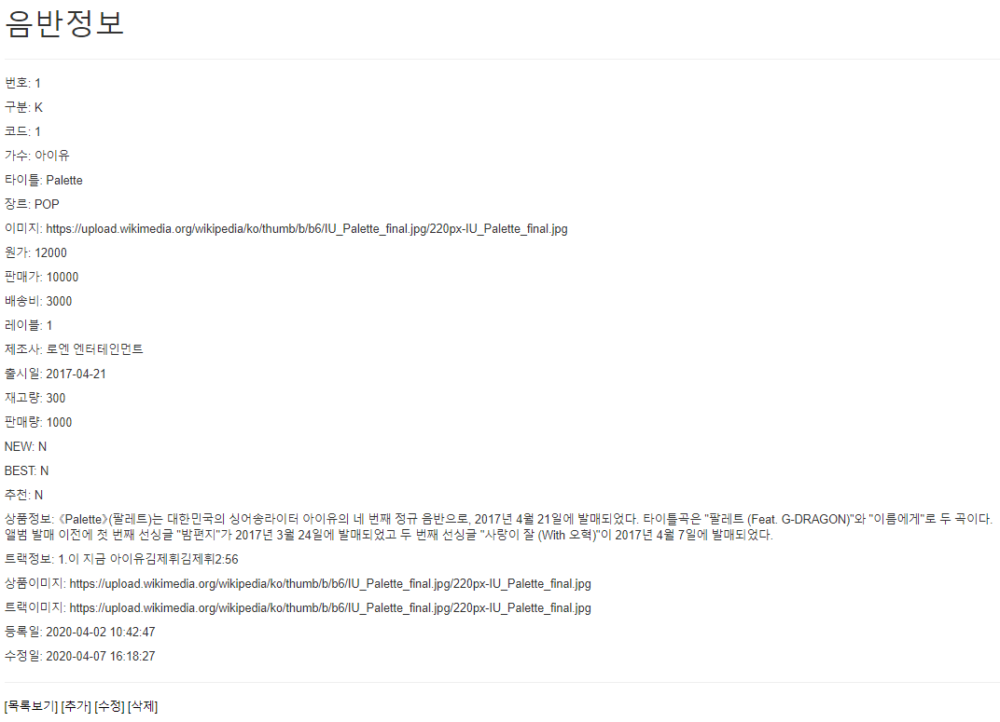 음반정보
번호: 1
구분: K
코드: 1
가수: 아이유
타이틀: Palette
장르: POP
이미지: https://upload.wikimedia.org/wikipedia/ko/thumb/b/b6/IU_Palette_final.jpg/220px-IU_Palette_final.jpg
원가: 12000
판매가: 10000
배송비: 3000
레이블: 1
제조사: 로엔 엔터테인먼트
출시일: 2017-04-21
재고량: 300
판매량: 1000
NEW: N
BEST: N
추천: N
상품정보: 《Palette》(팔레트)는 대한민국의 싱어송라이터 아이유의 네 번째 정규 음반으로, 2017년 4월 21일에 발매되었다. 타이틀곡은 "팔레트 (Feat. G-DRAGON)"와 "이름에게"로 두 곡이다.
앨범 발매 이전에 첫 번째 선싱글 "밤편지"가 2017년 3월 24일에 발매되었고 두 번째 선싱글 "사랑이 잘 (With 오혁)"이 2017년 4월 7일에 발매되었다.
트랙정보: 1.이 지금 아이유김제휘김제휘2:56
상품이미지: https://upload.wikimedia.org/wikipedia/ko/thumb/b/b6/IU_Palette_final.jpg/220px-IU_Palette_final.jpg
트랙이미지: https://upload.wikimedia.org/wikipedia/ko/thumb/b/b6/IU_Palette_final.jpg/220px-IU_Palette_final.jpg
등록일: 2020-04-02 10:42:47
수정일: 2020-04-07 16:18:27
[목록보기] [추가] [수정] [삭제]